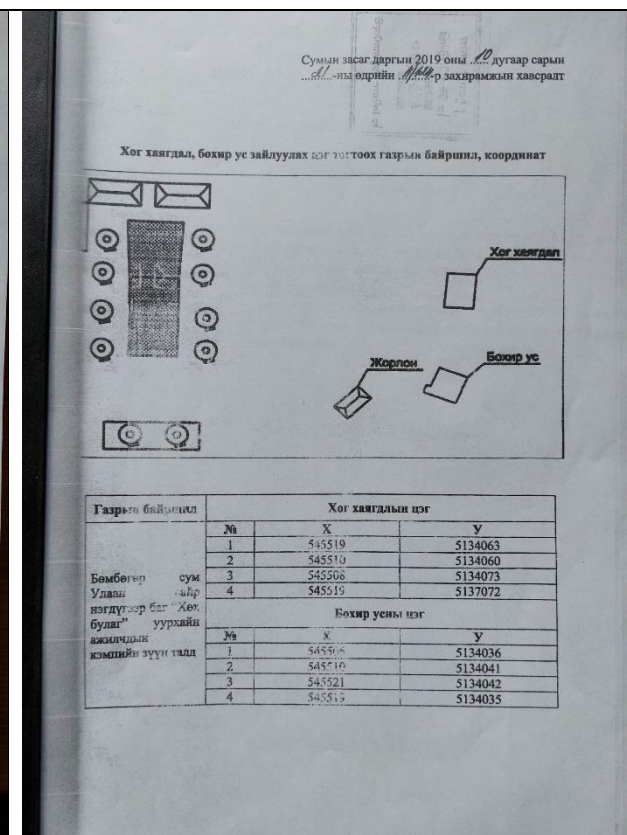 Сумын засаг даргын 2019 оны 10 дугаар сарын
21-ны өдрийн -р захирамжын хавсралт
Хог хаягдал, бохир ус зайлуулах цэг тогтоох газрын байршил, координат
Хог хаягдал
Жорлон
Бохир ус
Газрын байршил
Хог хаягдлын цэг
№ X У
1 545519 5134063
2 545510 5134060
3 545508 5134073
4 545519 5137072
Бөмбөгөр сум
Улаан
нэгдүгээр баг “Хөх
булаг” уурхайн
ажилчдын
кэмпийн зүүн талд
Бохир усны цэг
№ X У
1 5134036
2 545510 5134041
3 545521 5134042
4 5134035